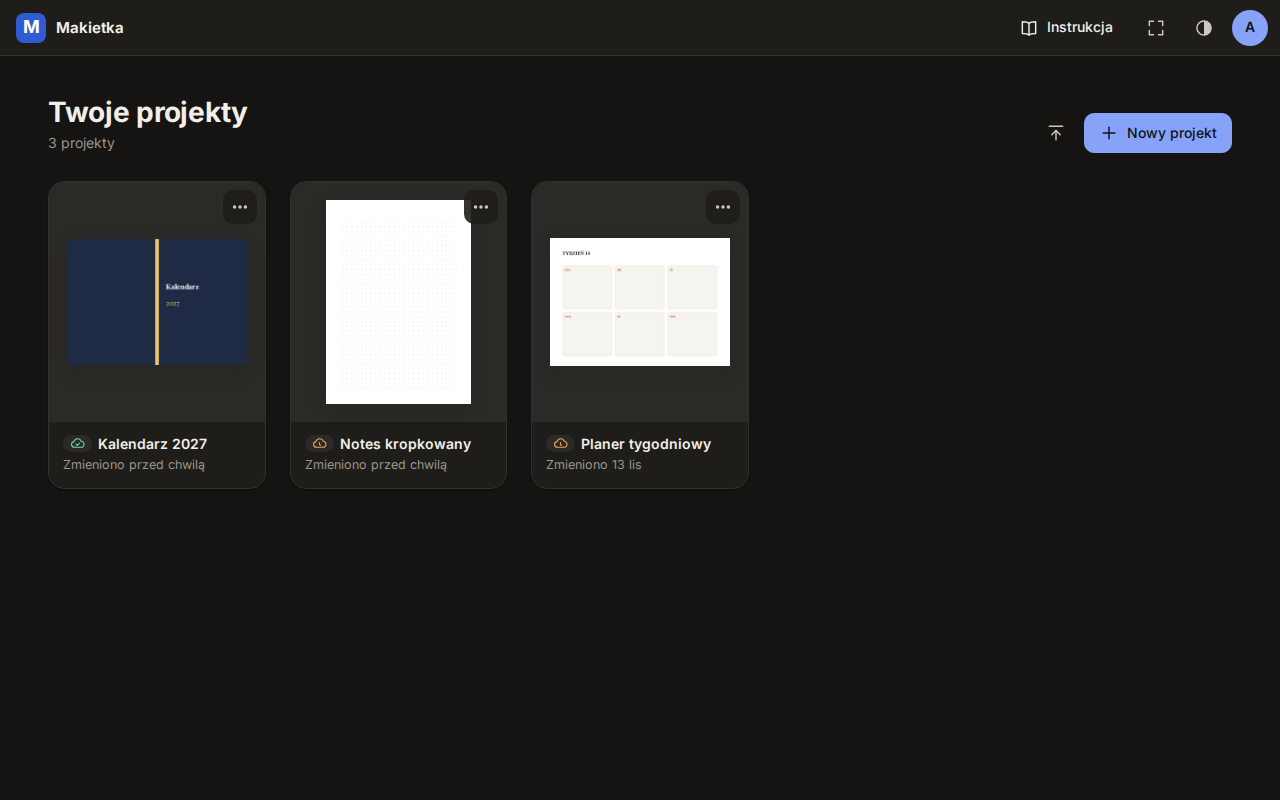 M Makietka
Instrukcja
A
Twoje projekty
3 projekty
Nowy projekt
Kalendarz
2027
TYDZIEŃ 14
Kalendarz 2027
Zmieniono przed chwilą
Notes kropkowany
Zmieniono przed chwilą
Planer tygodniowy
Zmieniono 13 lis